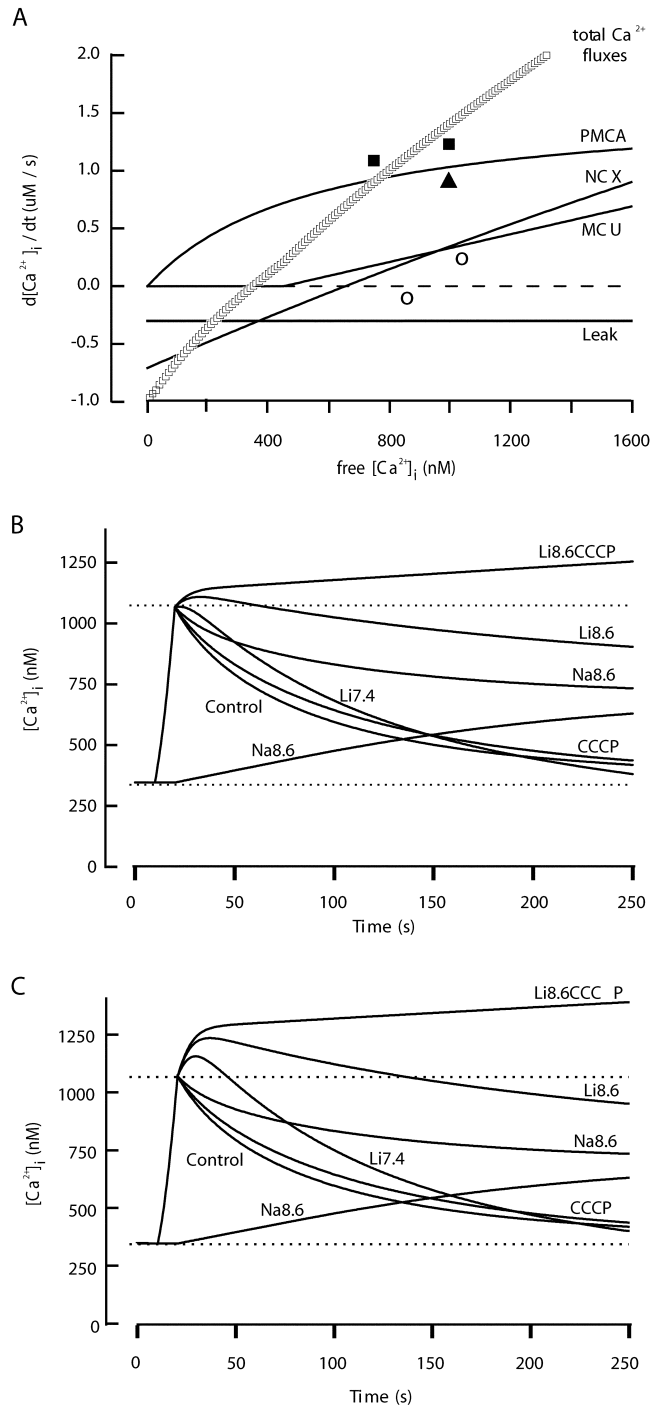 A
total Ca 2+
fluxes
2.0
1.5
1.0
0.5
0.0
-0.5
-1.0
d[Ca 2+ ]i / dt (uM / s)
PMCA
NC X
MC U
Leak
0 400 800 1200 1600
free [Ca2+]i (nM)
B
1250
1000
750
500
250
0
[Ca2+]i (nM)
Li8.6CCCP
Li8.6
Na8.6
Li7.4
Control
Na8.6
CCCP
0 50 100 150 200 250
Time (s)
C
1250
1000
750
500
250
0
[Ca2+]i (nM)
Li8.6CCC P
Li8.6
Na8.6
Li7.4
Control
Na8.6
CCCP
0 50 100 150 200 250
Time (s)